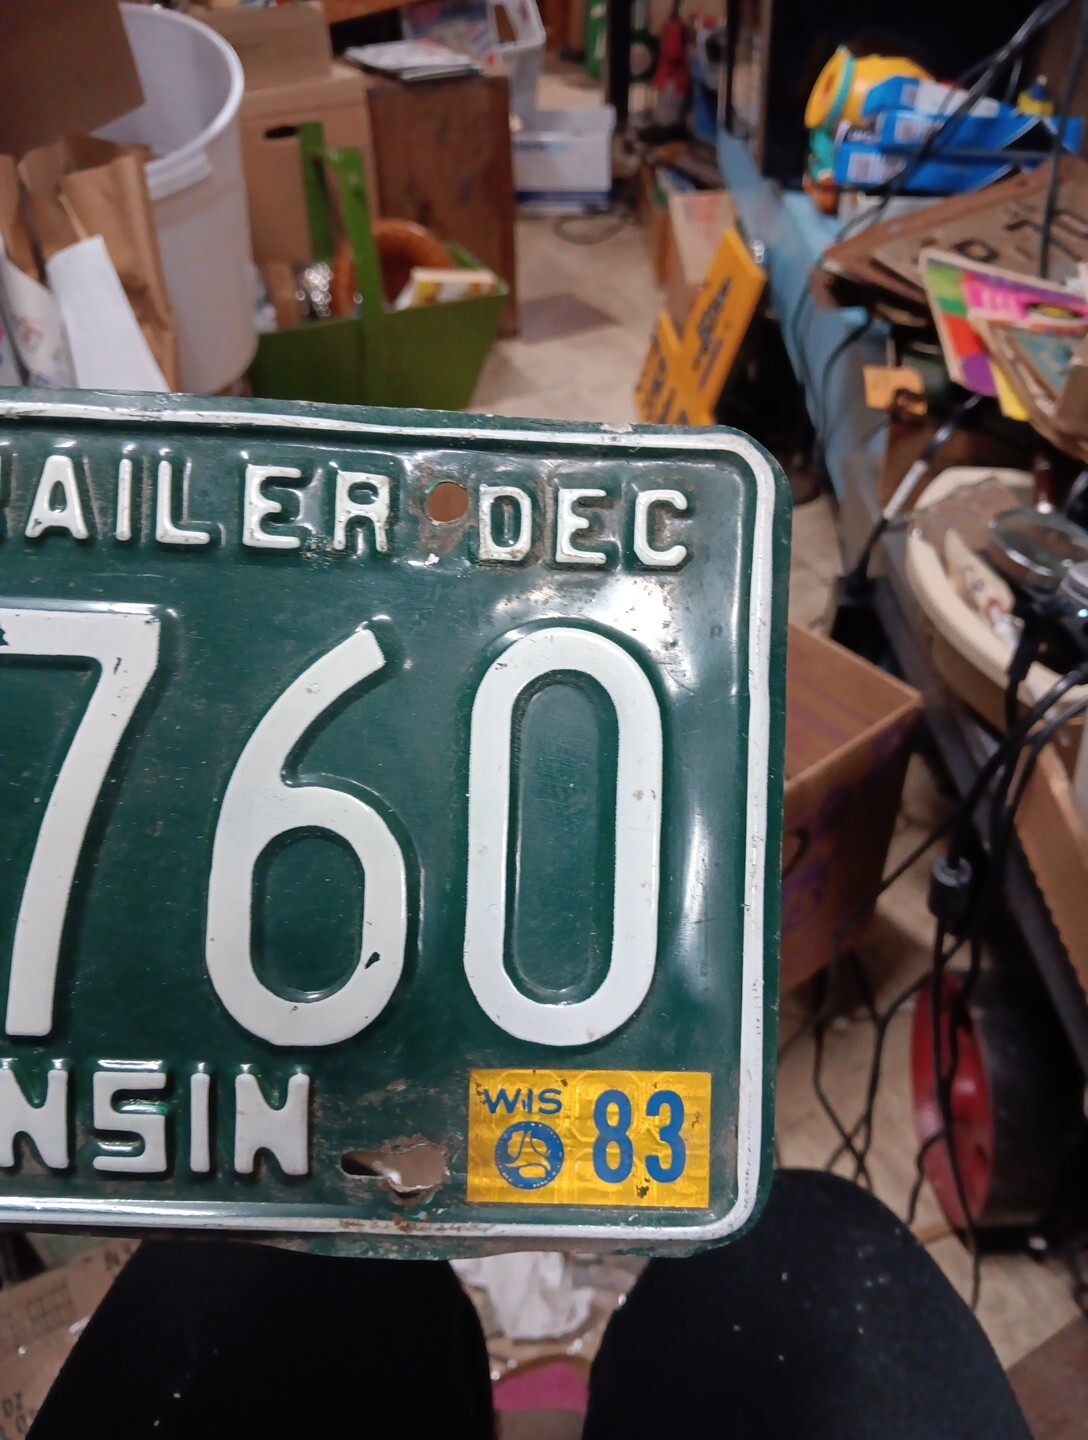 AILER DEC
760
NSIN
WIS 83